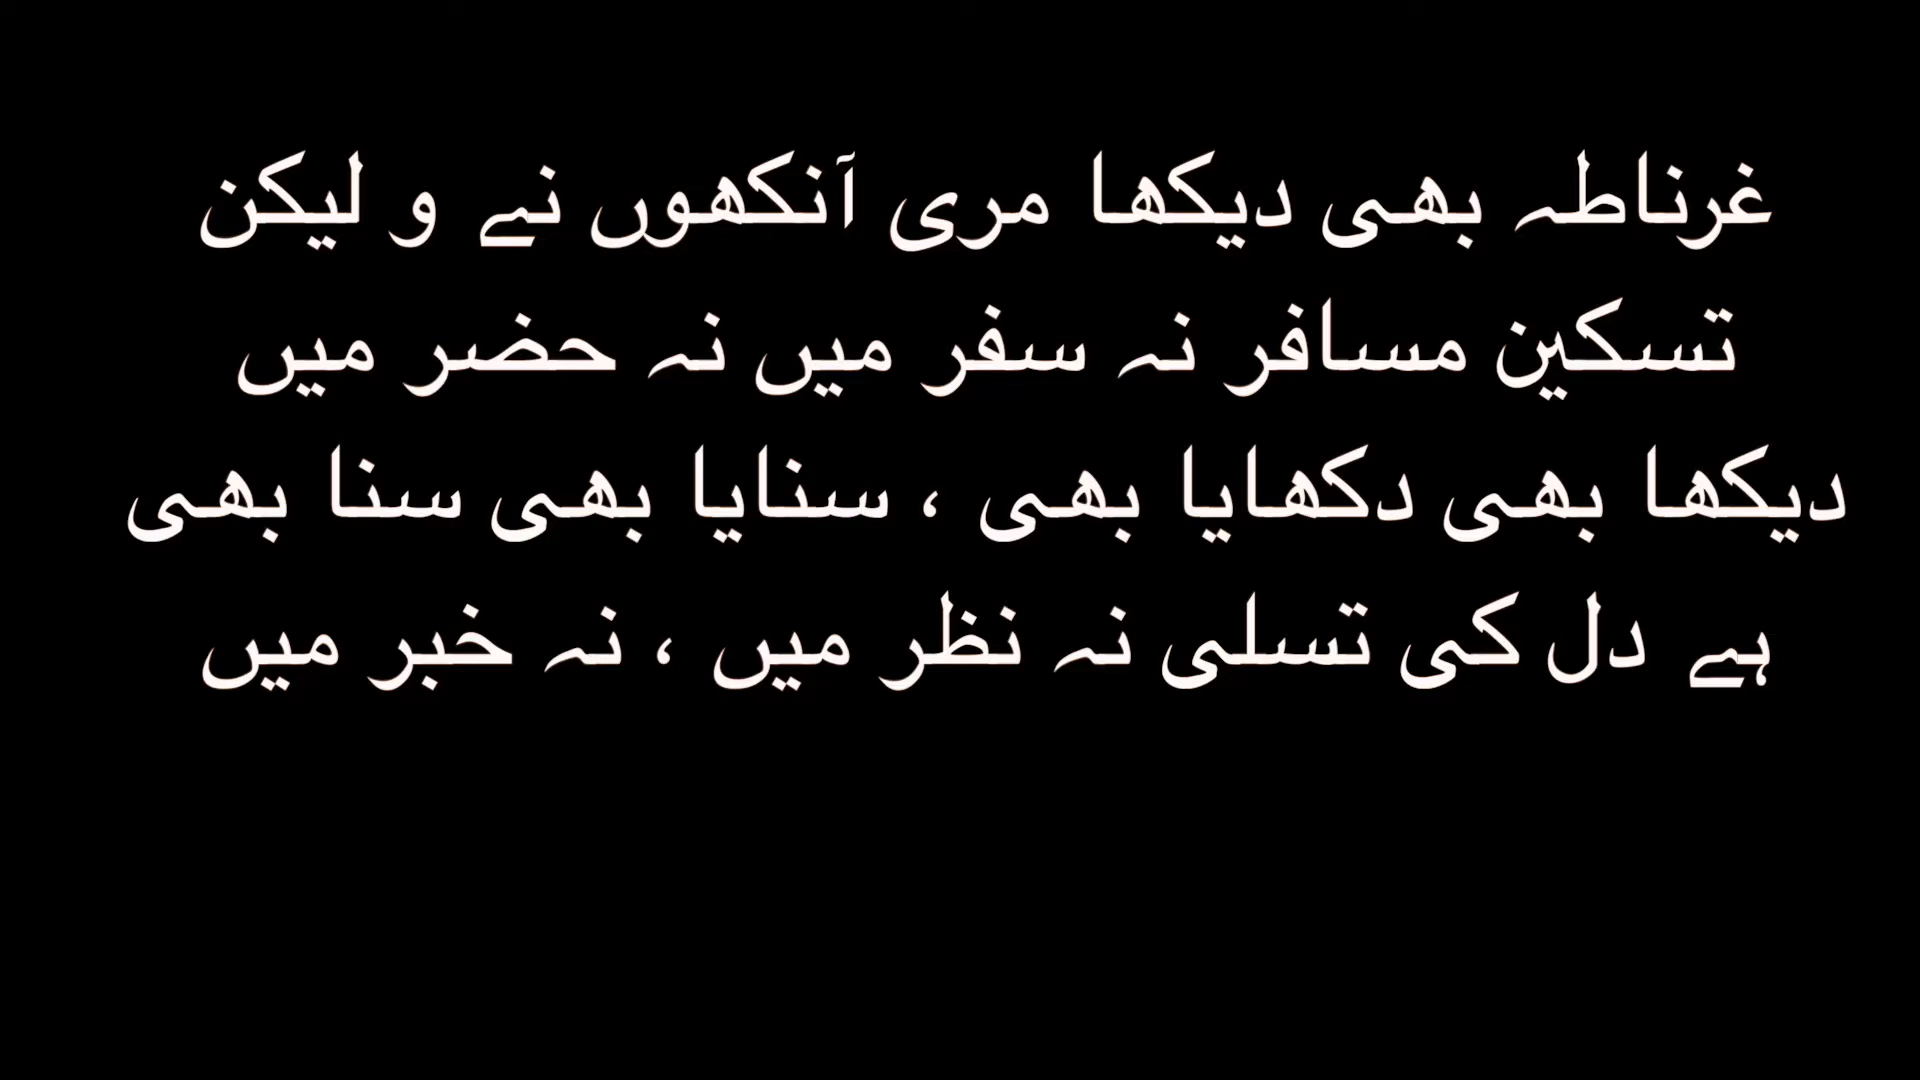 غرناطہ بھی دیکھا مری آنکھوں نے و لیکن
تسکین مسافر نہ سفر میں نہ حضر میں
دیکھا بھی دکھایا بھی ، سنایا بھی سنا بھی
ہے دل کی تسلی نہ نظر میں ، نہ خبر میں